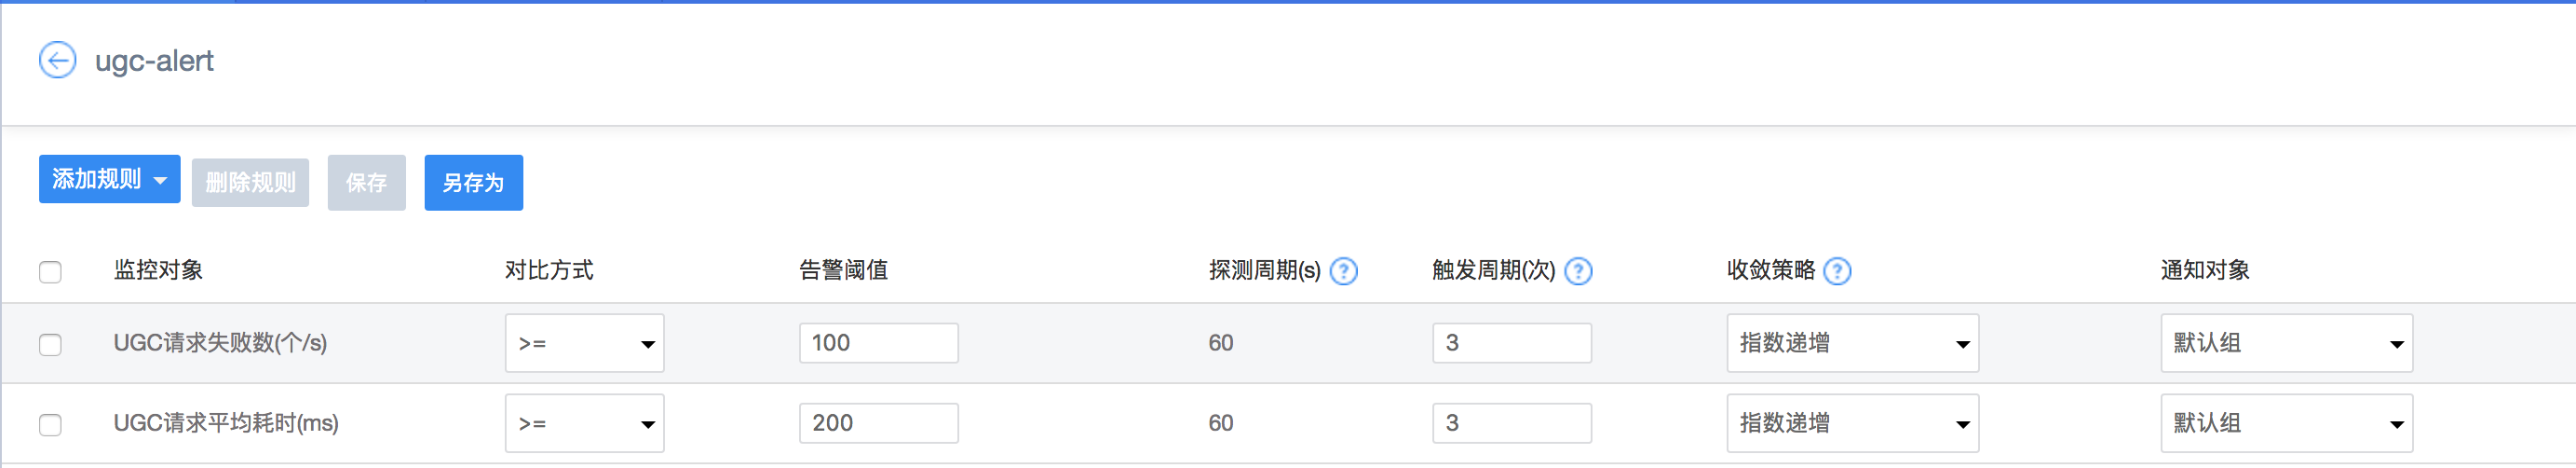 ugc-alert
添加规则 删除规则 保存 另存为
监控对象 对比方式 告警阈值 探测周期(s) ? 触发周期(次) ? 收敛策略 ? 通知对象
UGC请求失败数(个/s) >= 100 60 3 指数递增 默认组
UGC请求平均耗时(ms) >= 200 60 3 指数递增 默认组